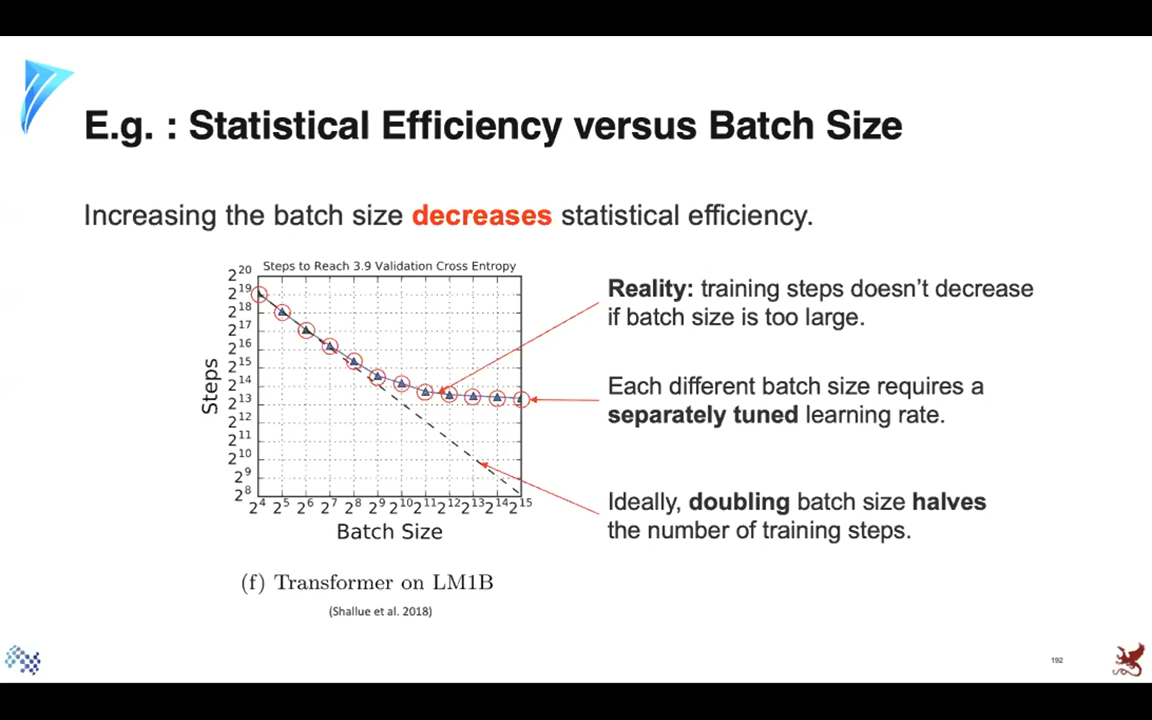 E.g. : Statistical Efficiency versus Batch Size
Increasing the batch size decreases statistical efficiency.
Steps to Reach 3.9 Validation Cross Entropy
2^20
2^19
2^18
2^17
2^16
2^15
2^14
2^13
2^12
2^11
2^10
2^9
2^8
Steps
2^4 2^5 2^6 2^7 2^8 2^9 2^10 2^11 2^12 2^13 2^14 2^15
Batch Size
(f) Transformer on LM1B
(Shallue et al. 2018)
Reality: training steps doesn't decrease
if batch size is too large.
Each different batch size requires a
separately tuned learning rate.
Ideally, doubling batch size halves
the number of training steps.
192